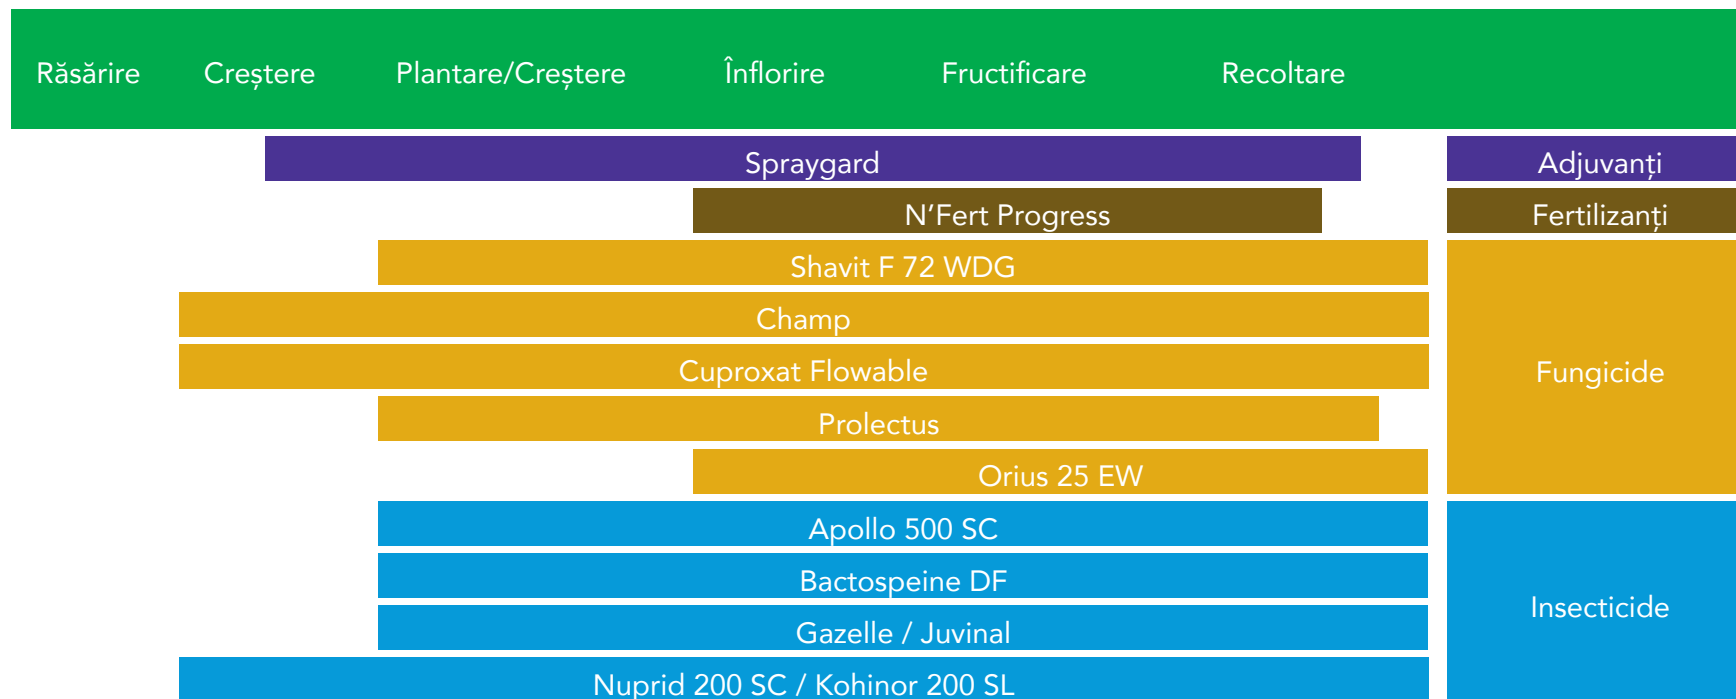 Răsărire Creștere Plantare/Creștere Înflorire Fructificare Recoltare
Spraygard Adjuvanți
N’Fert Progress Fertilizanți
Shavit F 72 WDG
Champ
Cuproxat Flowable Fungicide
Prolectus
Orius 25 EW
Apollo 500 SC
Bactospeine DF
Insecticide
Gazelle / Juvinal
Nuprid 200 SC / Kohinor 200 SL